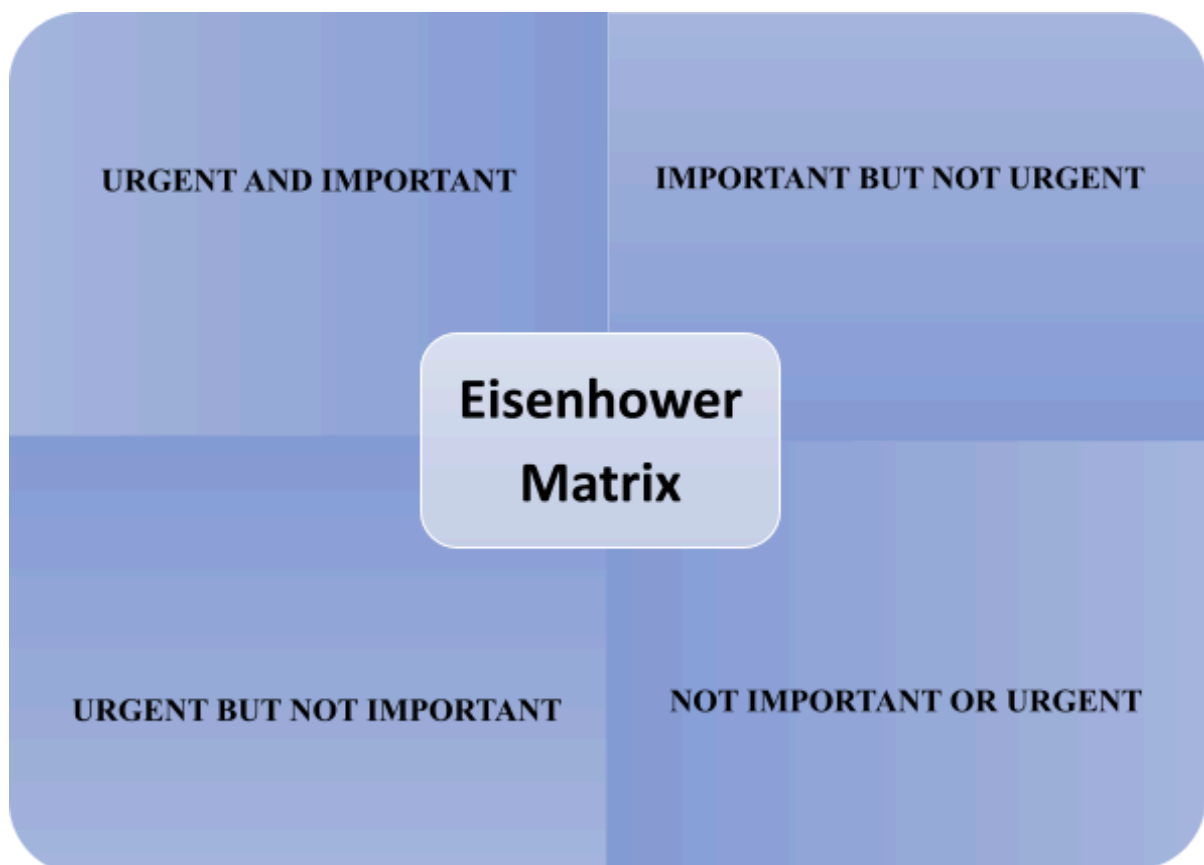 URGENT AND IMPORTANT
IMPORTANT BUT NOT URGENT
Eisenhower
Matrix
URGENT BUT NOT IMPORTANT
NOT IMPORTANT OR URGENT